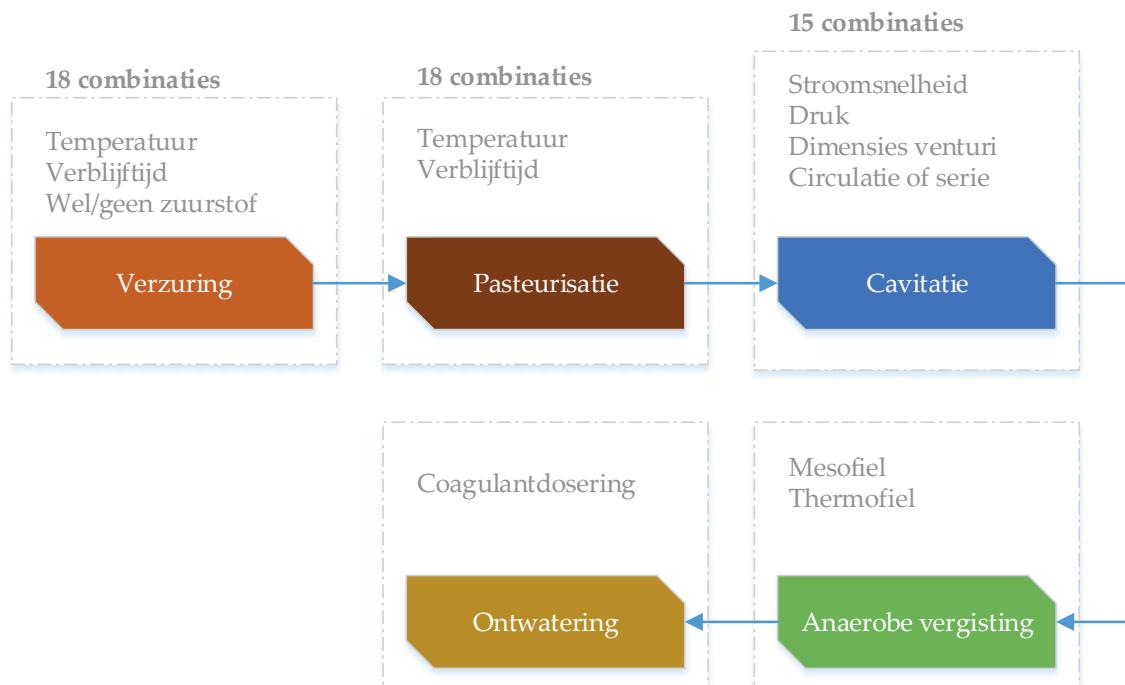 18 combinaties
Temperatuur
Verblijftijd
Wel/geen zuurstof
Verzuring
18 combinaties
Temperatuur
Verblijftijd
Pasteurisatie
15 combinaties
Stroomsnelheid
Druk
Dimensies venturi
Circulatie of serie
Cavitatie
Mesofiel
Thermofiel
Anaerobe vergisting
Coagulantdosering
Ontwatering